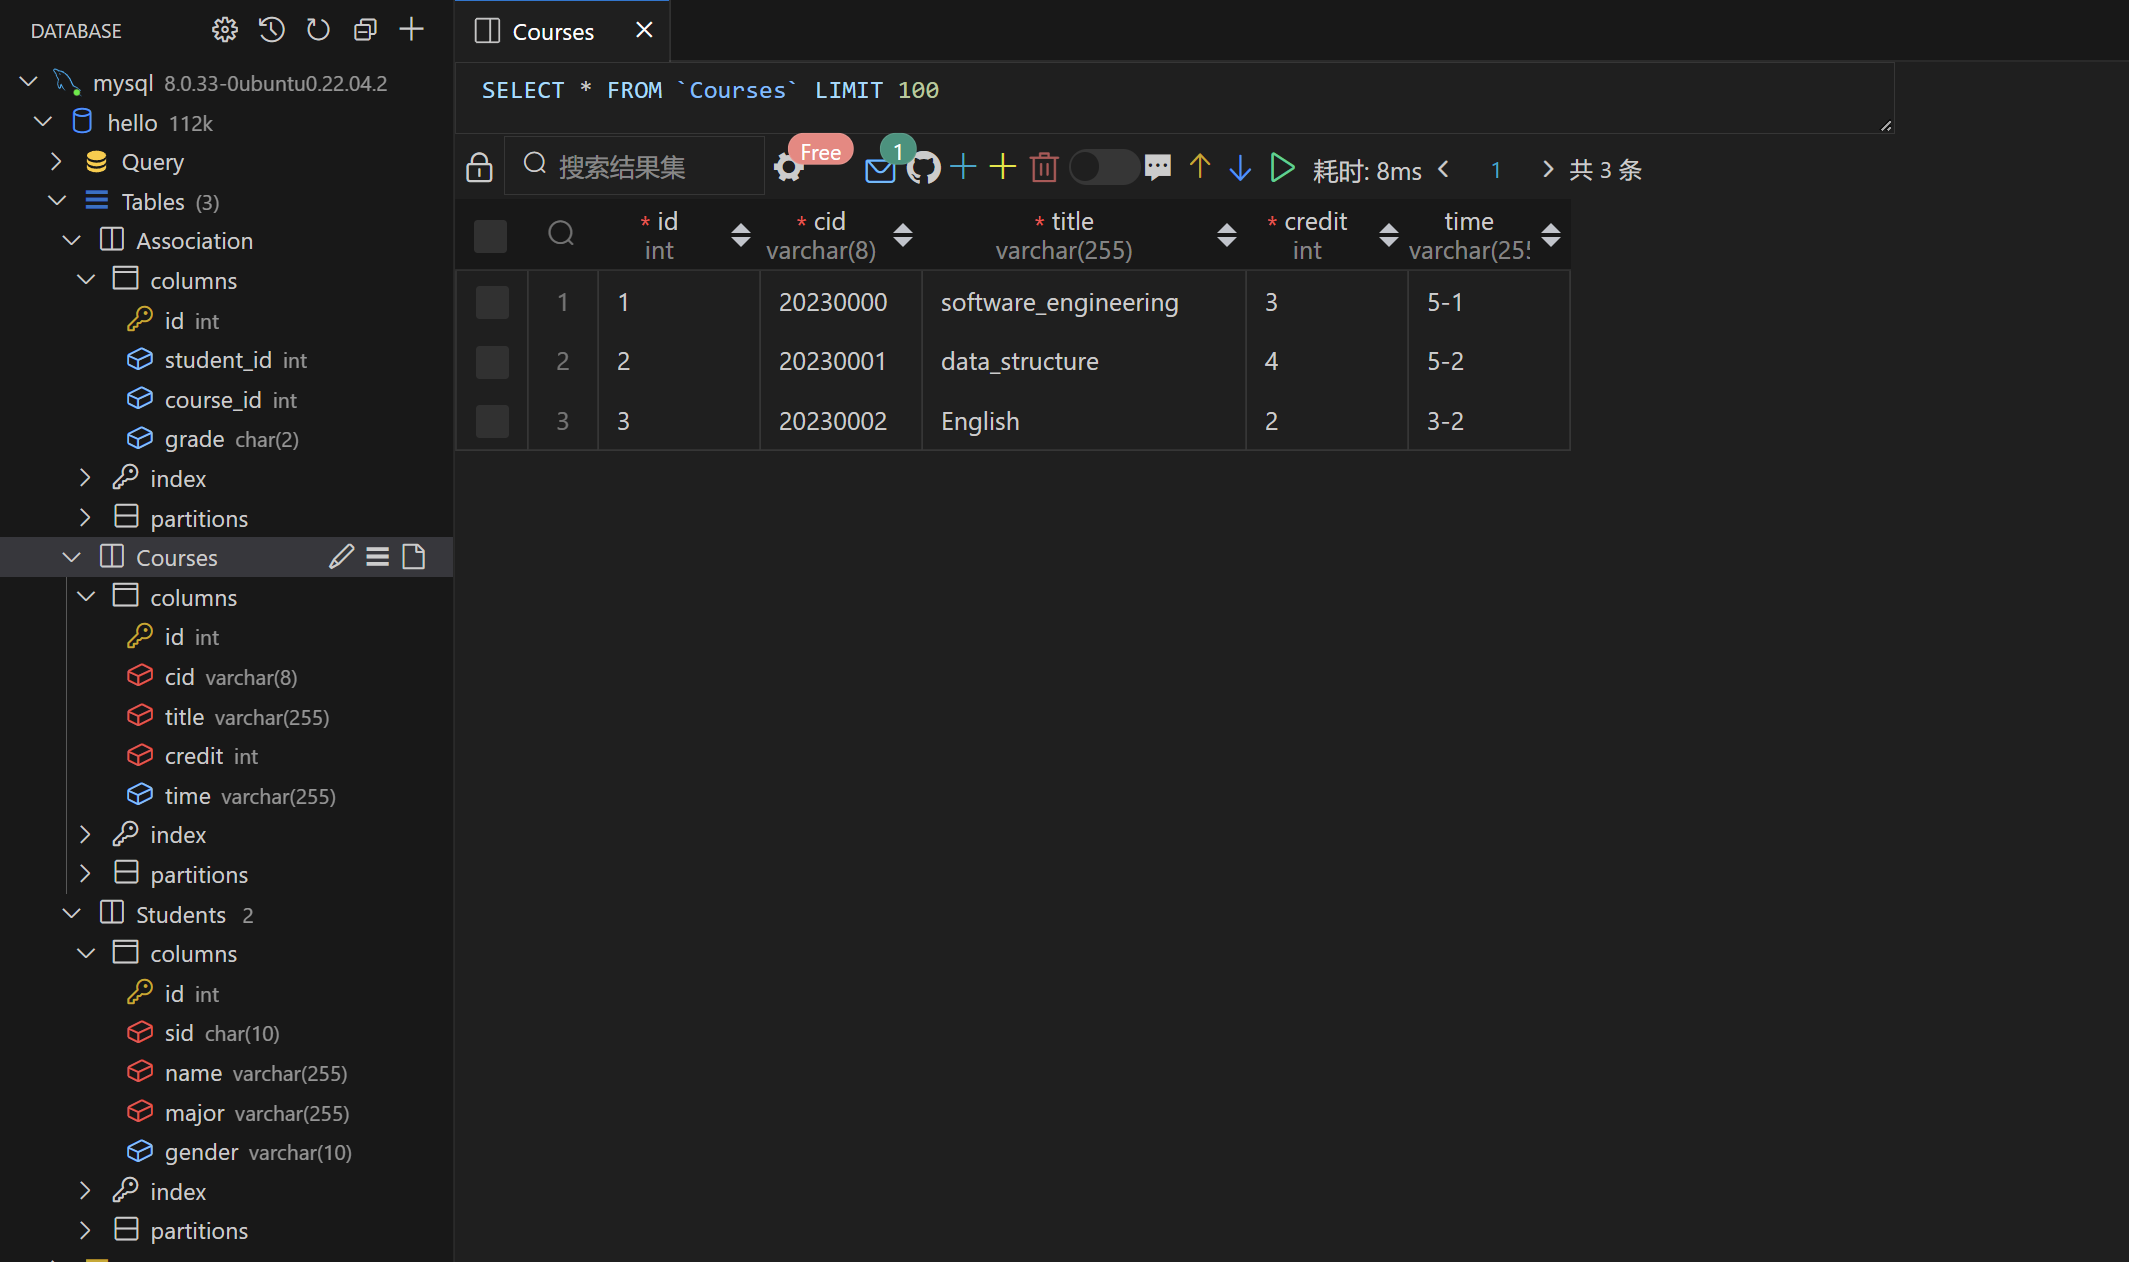 DATABASE
mysql 8.0.33-0ubuntu0.22.04.2
hello 112k
Query
Tables (3)
Association
columns
id int
student_id int
course_id int
grade char(2)
index
partitions
Courses
columns
id int
cid varchar(8)
title varchar(255)
credit int
time varchar(255)
index
partitions
Students 2
columns
id int
sid char(10)
name varchar(255)
major varchar(255)
gender varchar(10)
index
partitions
Courses
SELECT * FROM `Courses` LIMIT 100
搜索结果集 Free 1 耗时: 8ms 1 共 3 条
* id * cid * title * credit time
int varchar(8) varchar(255) int varchar(255
1 1 20230000 software_engineering 3 5-1
2 2 20230001 data_structure 4 5-2
3 3 20230002 English 2 3-2